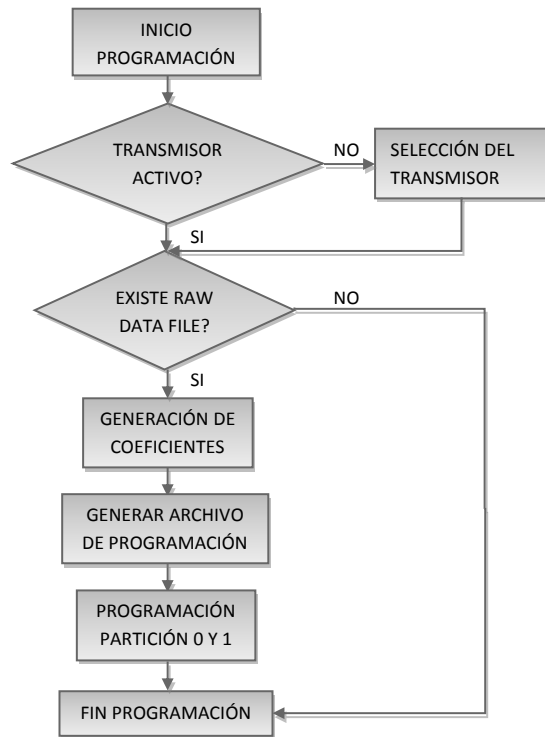 INICIO
PROGRAMACIÓN
TRANSMISOR
ACTIVO?
NO
SELECCIÓN DEL
TRANSMISOR
SI
EXISTE RAW
DATA FILE?
NO
SI
GENERACIÓN DE
COEFICIENTES
GENERAR ARCHIVO
DE PROGRAMACIÓN
PROGRAMACIÓN
PARTICIÓN 0 Y 1
FIN PROGRAMACIÓN